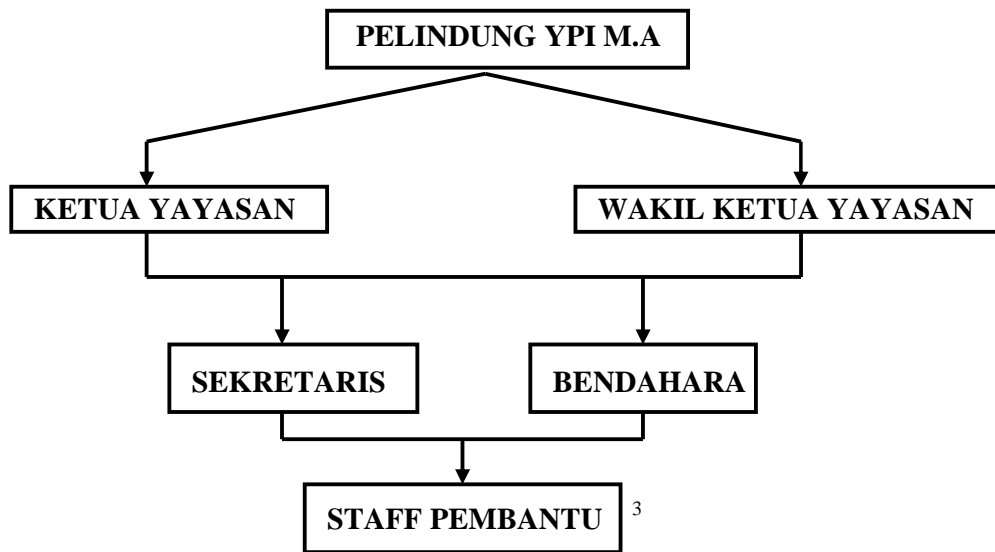 PELINDUNG YPI M.A
KETUA YAYASAN
WAKIL KETUA YAYASAN
SEKRETARIS
BENDAHARA
STAFF PEMBANTU 3